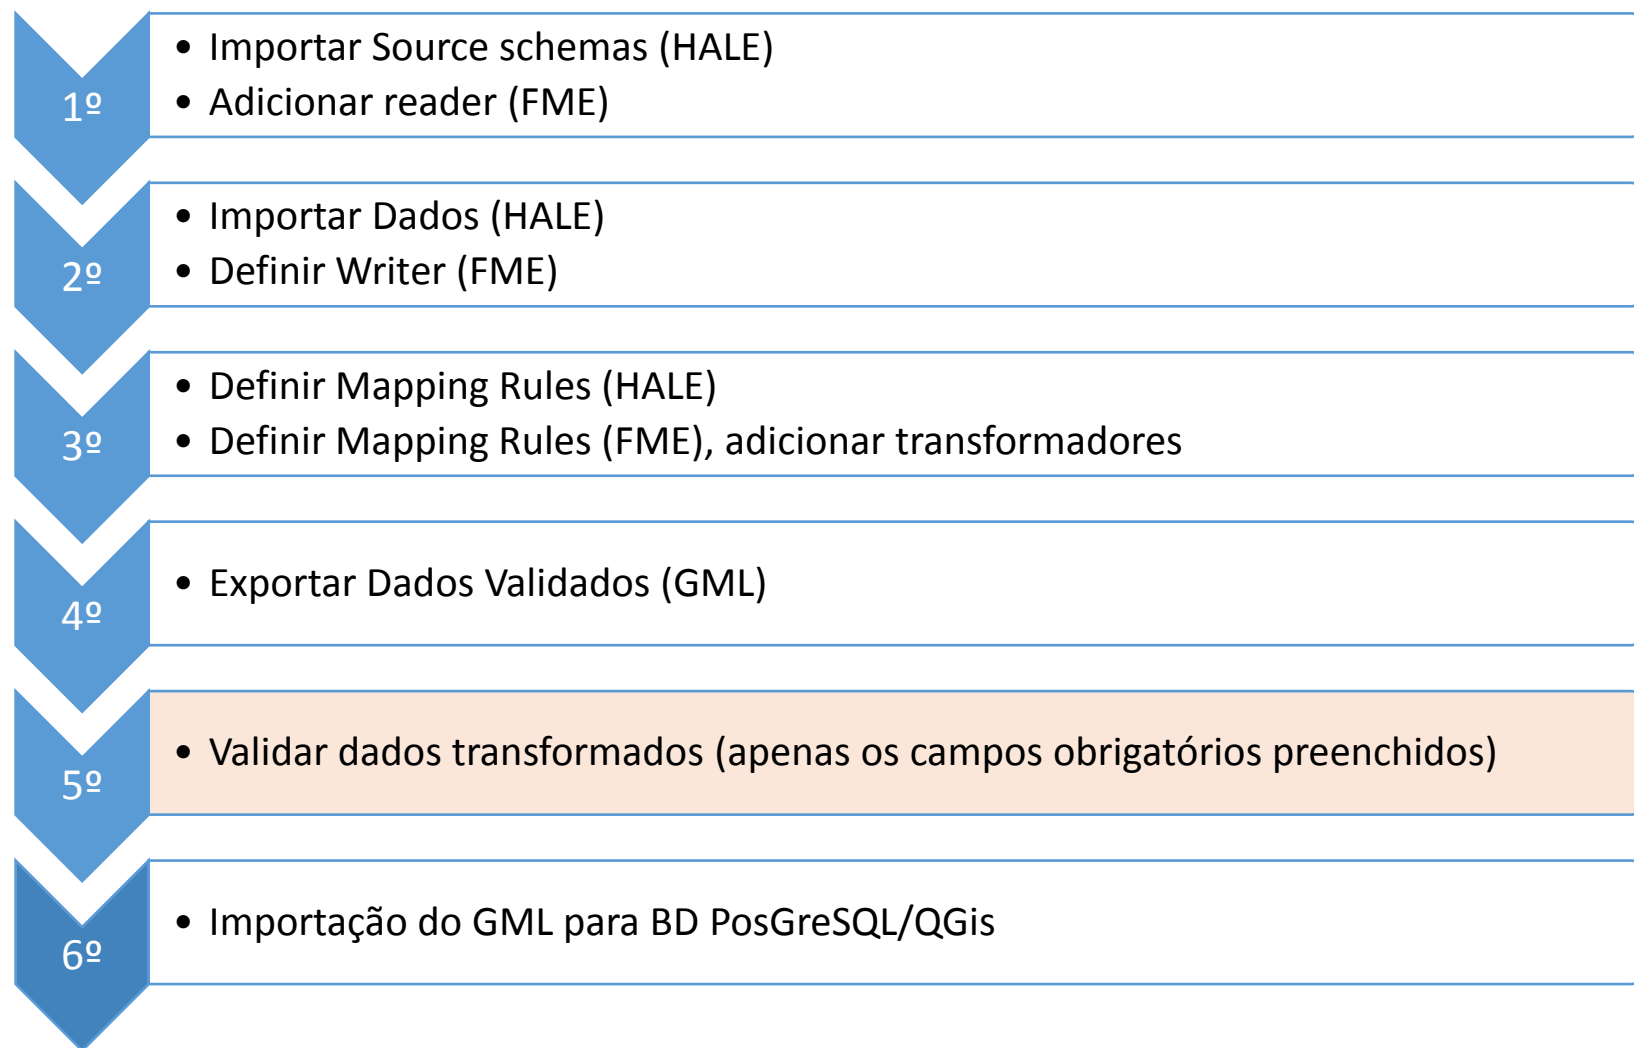 1º
• Importar Source schemas (HALE)
• Adicionar reader (FME)
2º
• Importar Dados (HALE)
• Definir Writer (FME)
3º
• Definir Mapping Rules (HALE)
• Definir Mapping Rules (FME), adicionar transformadores
4º
• Exportar Dados Validados (GML)
5º
• Validar dados transformados (apenas os campos obrigatórios preenchidos)
6º
• Importação do GML para BD PosGreSQL/QGis